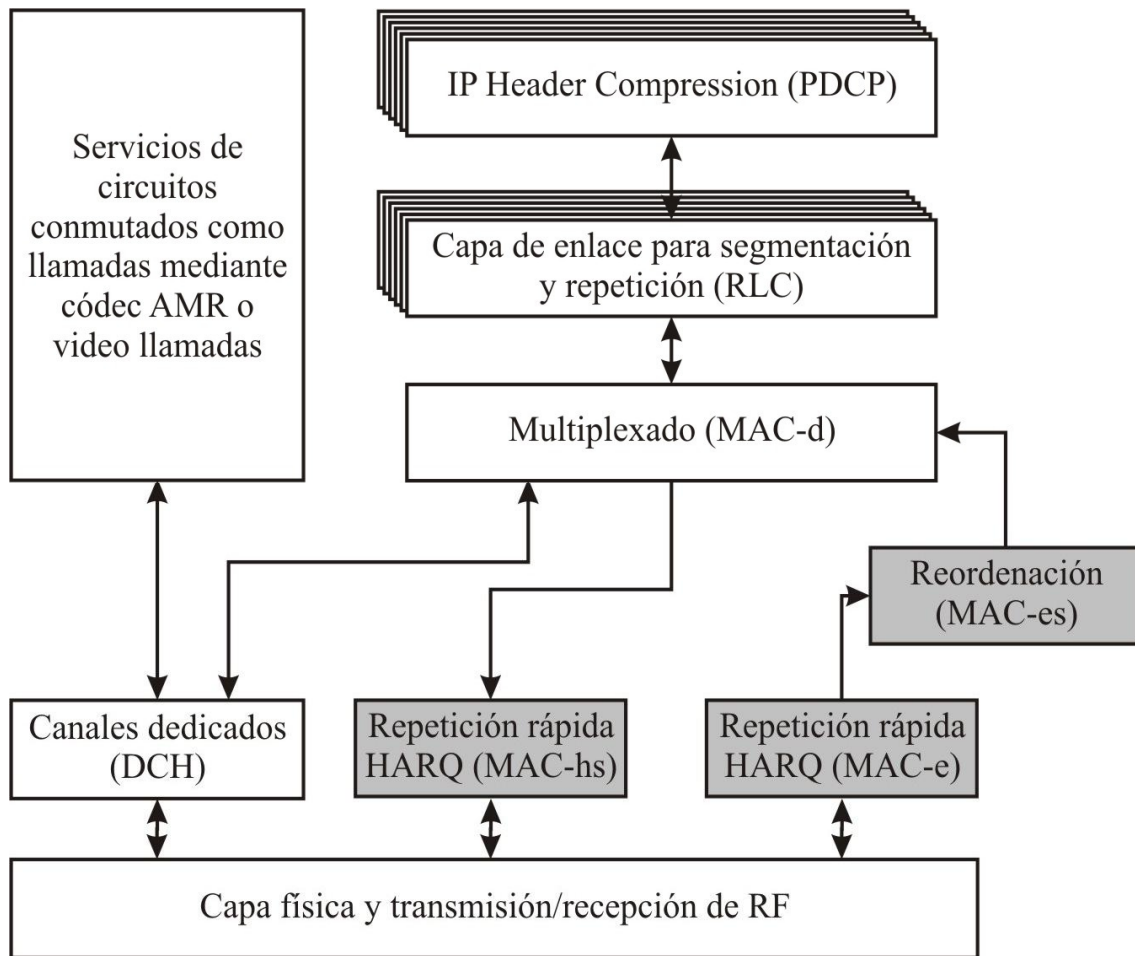 Servicios de
circuitos
conmutados como
llamadas mediante
códec AMR o
video llamadas
IP Header Compression (PDCP)
Capa de enlace para segmentación
y repetición (RLC)
Multiplexado (MAC-d)
Reordenación
(MAC-es)
Canales dedicados
(DCH)
Repetición rápida
HARQ (MAC-hs)
Repetición rápida
HARQ (MAC-e)
Capa física y transmisión/recepción de RF